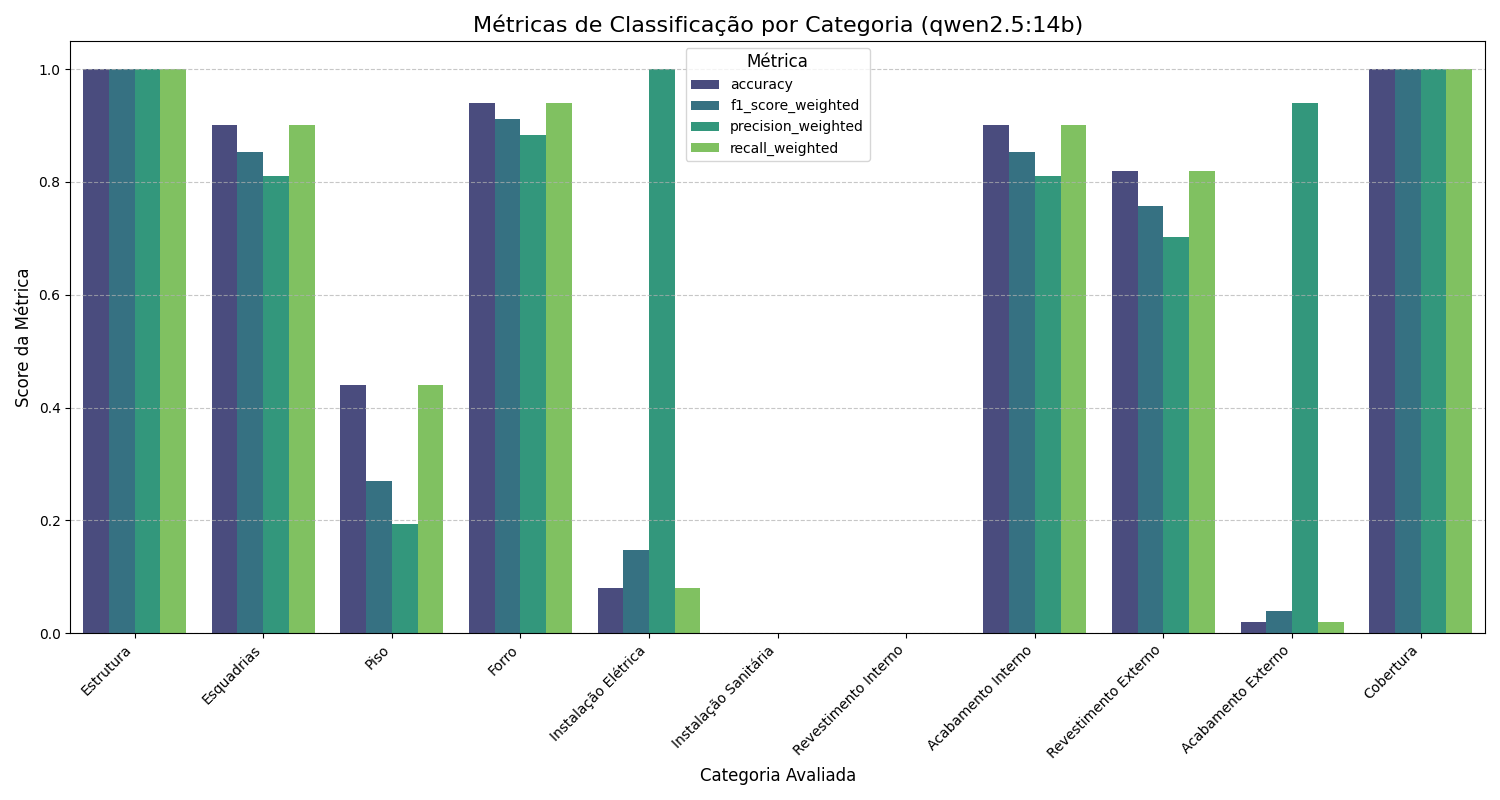 Métricas de Classificação por Categoria (qwen2.5:14b)
Métrica
accuracy
f1_score_weighted
precision_weighted
recall_weighted
Score da Métrica
1.0
0.8
0.6
0.4
0.2
0.0
Estrutura
Esquadrias
Piso
Forro
Instalação Elétrica
Instalação Sanitária
Revestimento Interno
Acabamento Interno
Revestimento Externo
Acabamento Externo
Cobertura
Categoria Avaliada